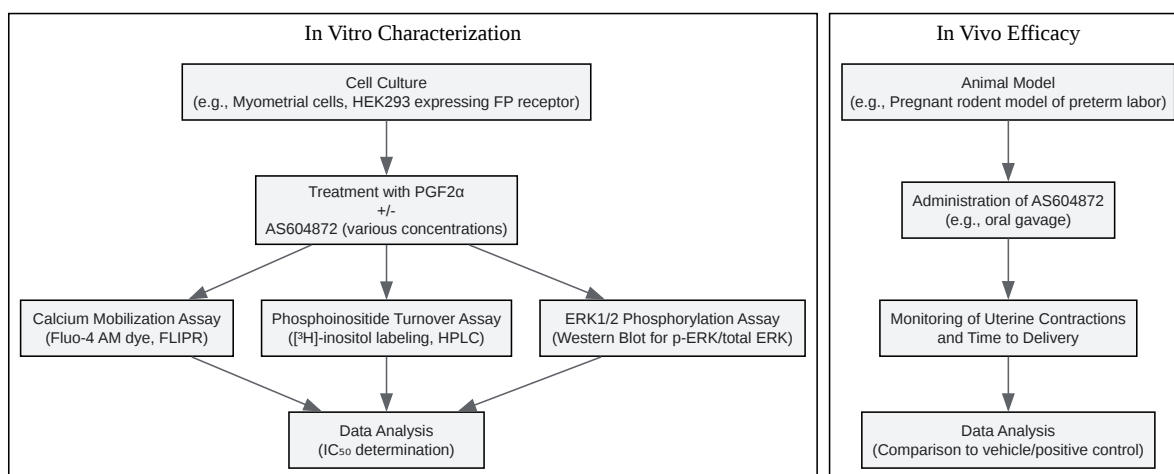 In Vitro Characterization
Cell Culture
(e.g., Myometrial cells, HEK293 expressing FP receptor)
Treatment with PGF2α
+/-
AS604872 (various concentrations)
Calcium Mobilization Assay
(Fluo-4 AM dye, FLIPR)
Phosphoinositide Turnover Assay
([³H]-inositol labeling, HPLC)
ERK1/2 Phosphorylation Assay
(Western Blot for p-ERK/total ERK)
Data Analysis
(IC₅₀ determination)
In Vivo Efficacy
Animal Model
(e.g., Pregnant rodent model of preterm labor)
Administration of AS604872
(e.g., oral gavage)
Monitoring of Uterine Contractions
and Time to Delivery
Data Analysis
(Comparison to vehicle/positive control)